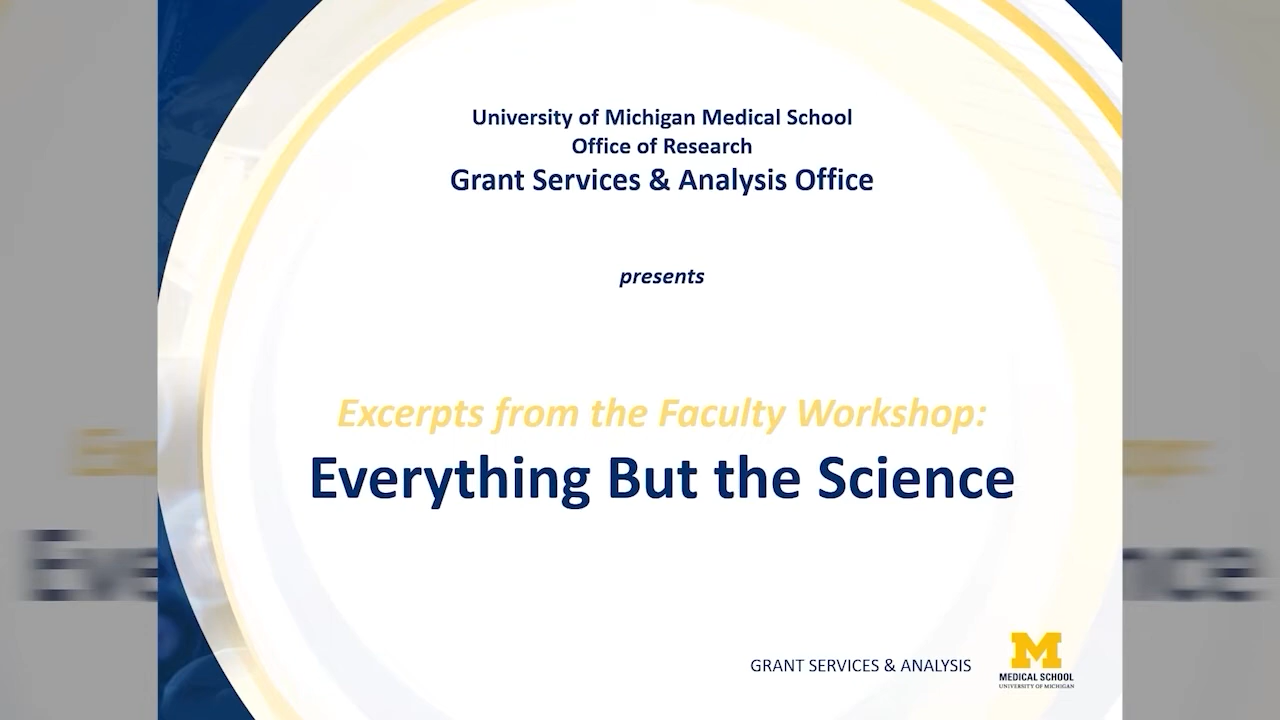 University of Michigan Medical School
Office of Research
Grant Services & Analysis Office
presents
Excerpts from the Faculty Workshop:
Everything But the Science
GRANT SERVICES & ANALYSIS
M
MEDICAL SCHOOL
UNIVERSITY OF MICHIGAN